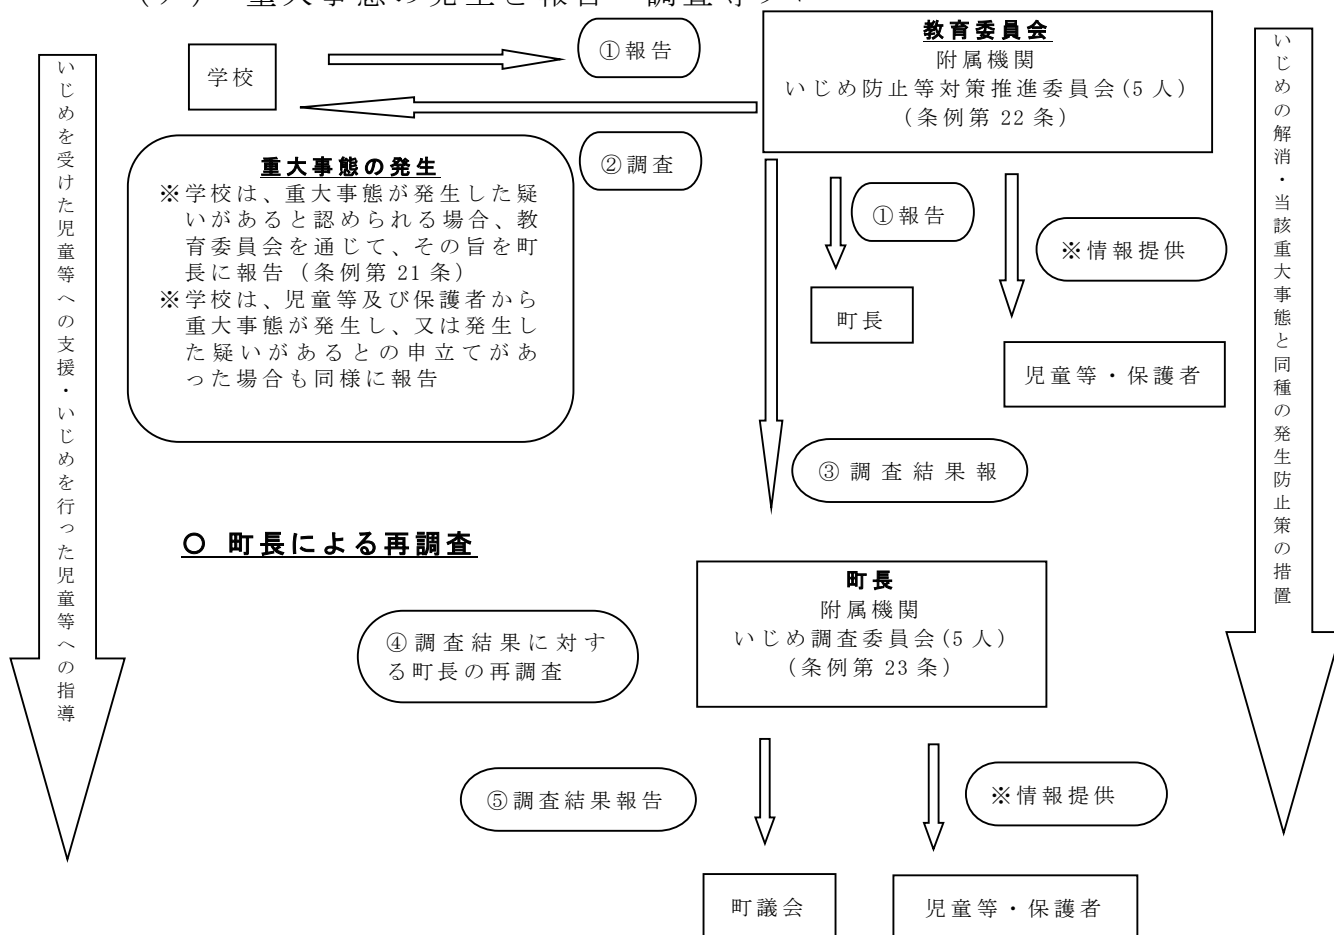 重大事態の発生と報告
学校
①報告
教育委員会
附属機関
いじめ防止等対策推進委員会(5人)
(条例第22条)
②調査
重大事態の発生
※学校は、重大事態が発生した疑
いがあると認められる場合、教
育委員会を通じて、その旨を町
長に報告(条例第21条)
※学校は、児童等及び保護者から
重大事態が発生し、又は発生し
た疑いがあるとの申立てがあ
った場合も同様に報告
①報告
※情報提供
町長
児童等・保護者
③調査結果報
〇 町長による再調査
町長
附属機関
いじめ調査委員会(5人)
(条例第23条)
④調査結果に対す
る町長の再調査
⑤調査結果報告
※情報提供
町議会
児童等・保護者
いじめを受けた児童等への支援・いじめを行った児童等への指導
いじめの解消・当該重大事態と同種の発生防止策の措置